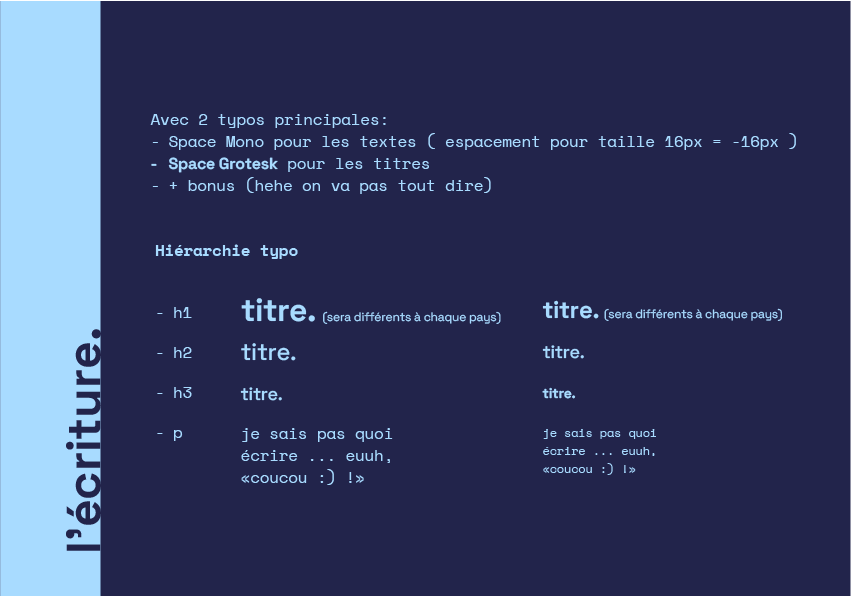 Avec 2 typos principales:
- Space Mono pour les textes ( espacement pour taille 16px = -16px )
- Space Grotesk pour les titres
- + bonus (hehe on va pas tout dire)
Hiérarchie typo
- h1 titre. (sera différents à chaque pays) titre. (sera différents à chaque pays)
- h2 titre. titre.
- h3 titre. titre.
- p je sais pas quoi je sais pas quoi
écrire ... euuh, écrire ... euuh,
«coucou :) !» «coucou :) !»
l'écriture.